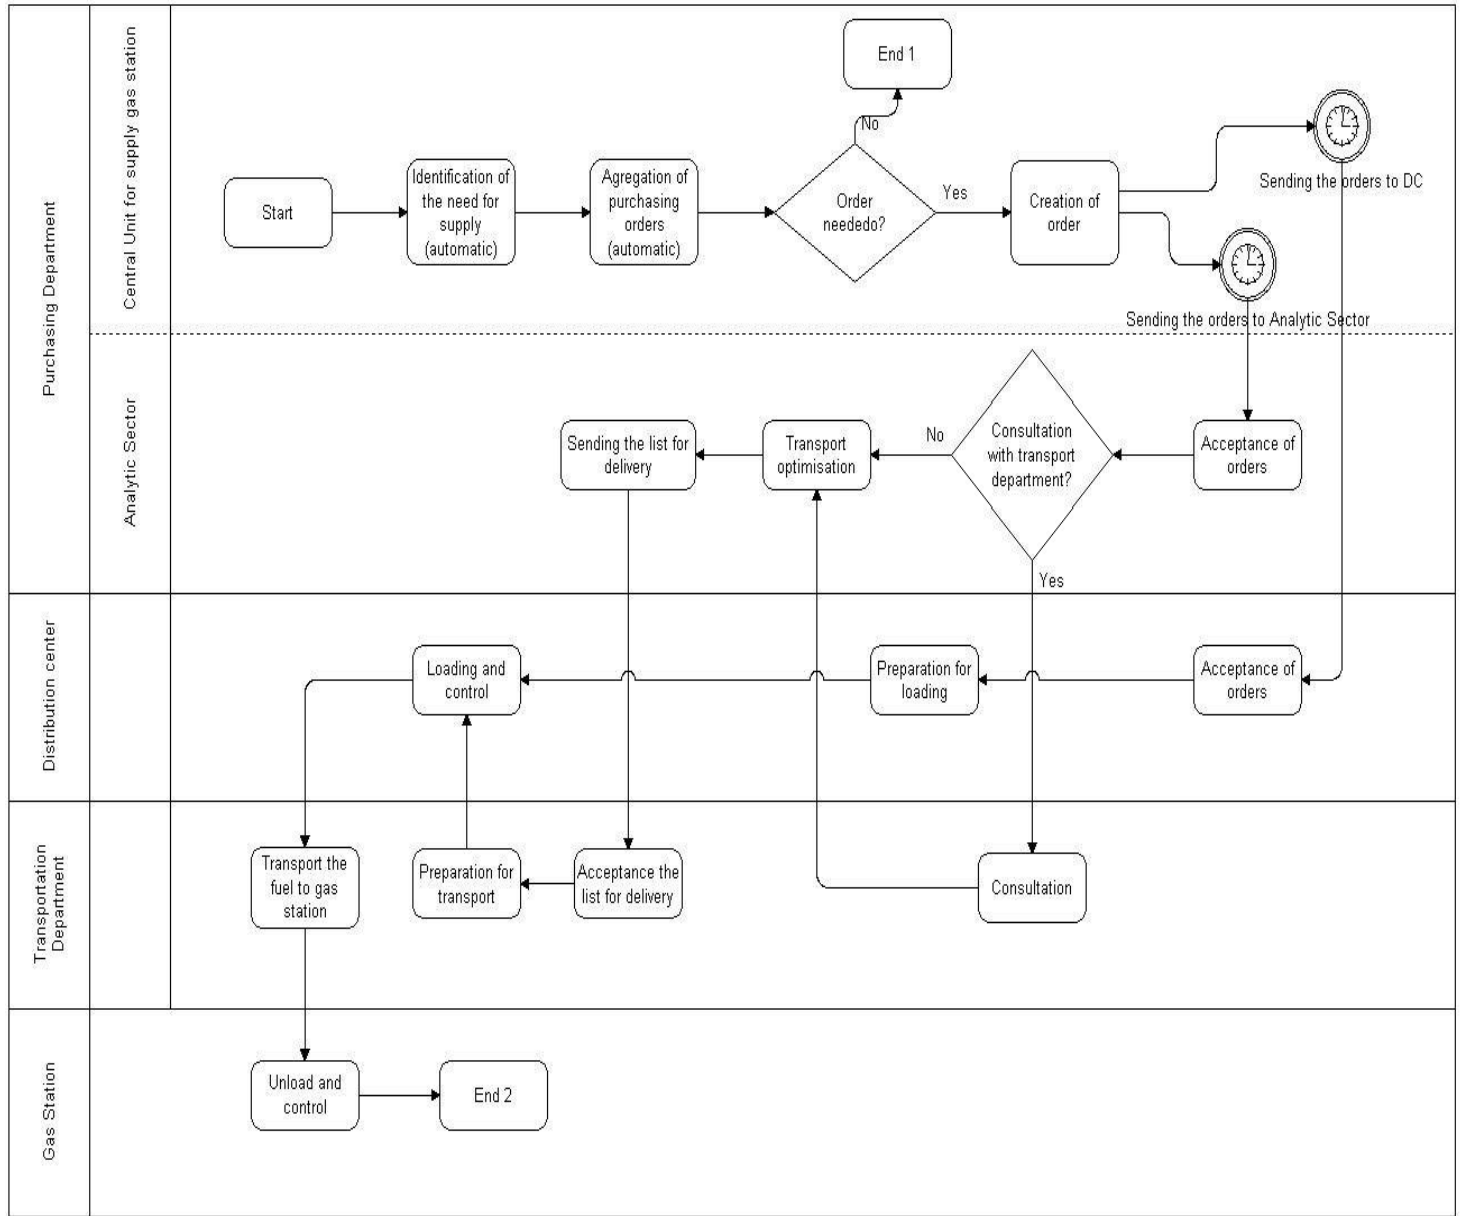 Purchasing Department
Central Unit for supply gas station
Start
Identification of
the need for
supply
(automatic)
Agregation of
purchasing
orders
(automatic)
Order
neededo?
No
End 1
Yes
Creation of
order
Sending the orders to DC
Sending the orders to Analytic Sector
Analytic Sector
Sending the list for
delivery
Transport
optimisation
No
Consultation
with transport
department?
Yes
Acceptance of
orders
Distribution center
Loading and
control
Preparation for
loading
Acceptance of
orders
Transportation
Department
Transport the
fuel to gas
station
Preparation for
transport
Acceptance the
list for delivery
Consultation
Gas Station
Unload and
control
End 2